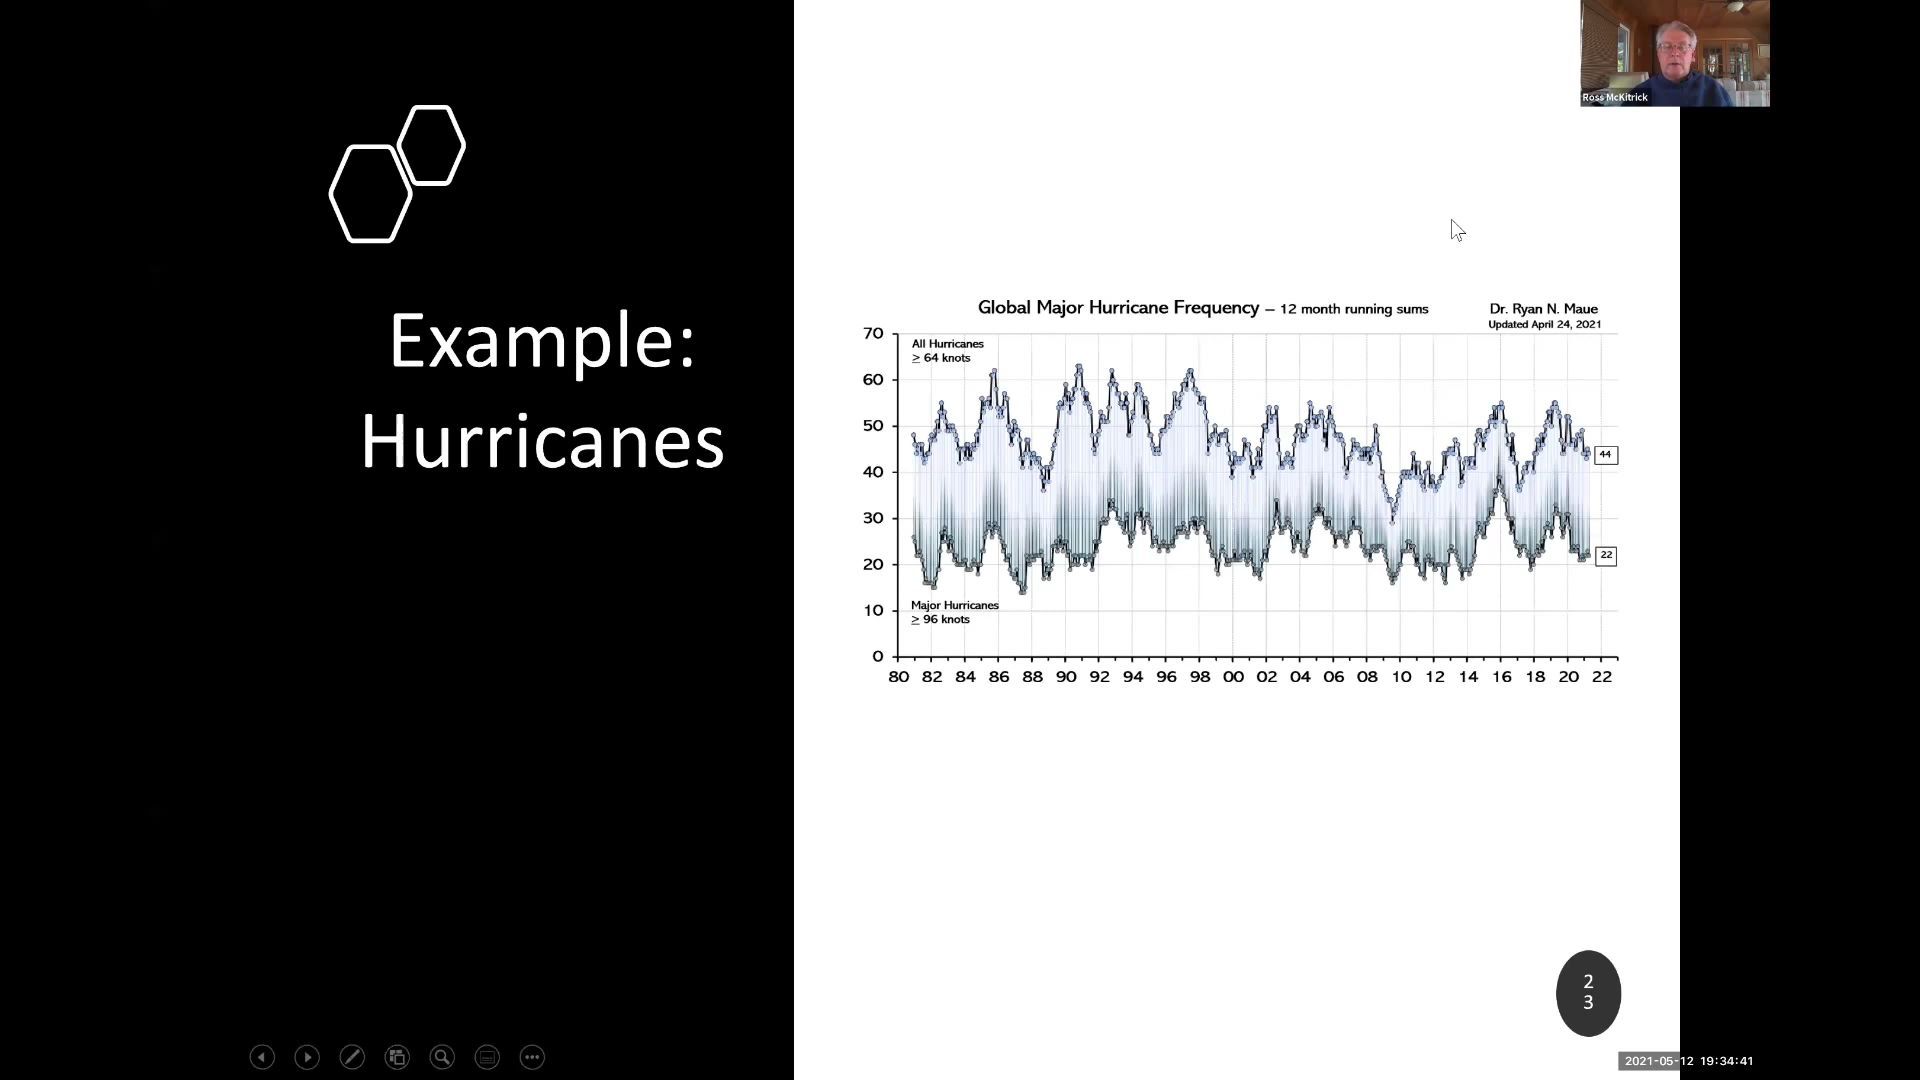 Ross McKitrick
Example:
Hurricanes
Global Major Hurricane Frequency – 12 month running sums
Dr. Ryan N. Maue
Updated April 24, 2021
70
All Hurricanes
≥ 64 knots
60
50
44
40
30
22
20
Major Hurricanes
≥ 96 knots
10
0
80 82 84 86 88 90 92 94 96 98 00 02 04 06 08 10 12 14 16 18 20 22
2
3
2021-05-12 19:34:41